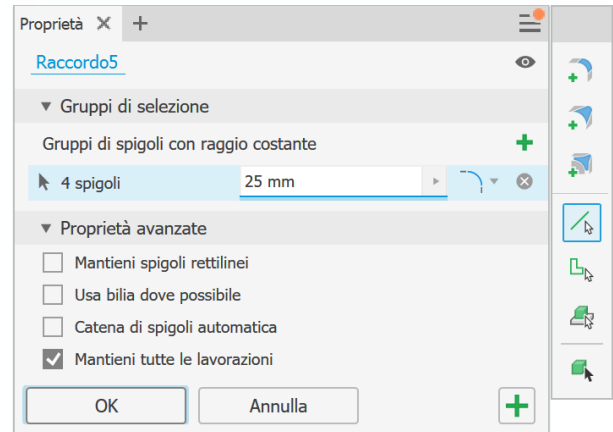 Proprietà
Raccordo5
Gruppi di selezione
Gruppi di spigoli con raggio costante
4 spigoli 25 mm
Proprietà avanzate
Mantieni spigoli rettilinei
Usa bilia dove possibile
Catena di spigoli automatica
Mantieni tutte le lavorazioni
OK Annulla